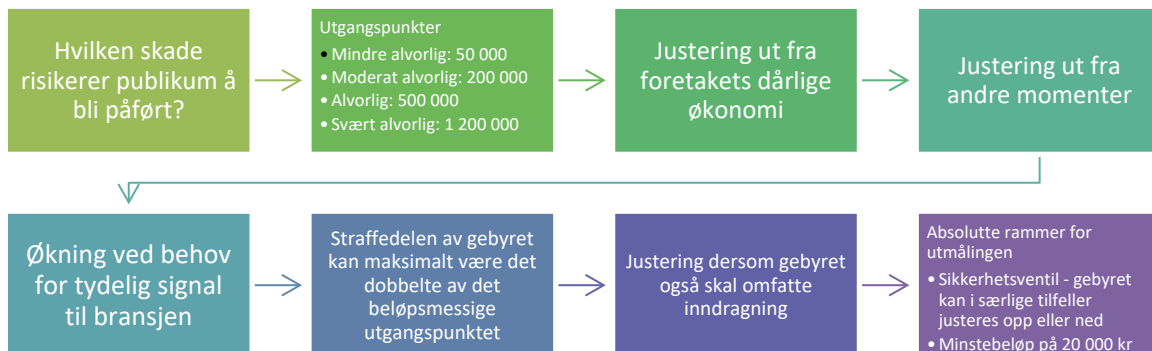 Hvilken skade
risikerer publikum å
bli påført?
Utgangspunkter
• Mindre alvorlig: 50 000
• Moderat alvorlig: 200 000
• Alvorlig: 500 000
• Svært alvorlig: 1 200 000
Justering ut fra
foretakets dårlige
økonomi
Justering ut fra
andre momenter
Økning ved behov
for tydelig signal
til bransjen
Straffedelen av gebyret
kan maksimalt være det
dobbelte av det
beløpsmessige
utgangspunktet
Justering dersom gebyret
også skal omfatte
inndragning
Absolutte rammer for
utmålingen
• Sikkerhetsventil - gebyret
kan i særlige tilfeller
justeres opp eller ned
• Minstebeløp på 20 000 kr